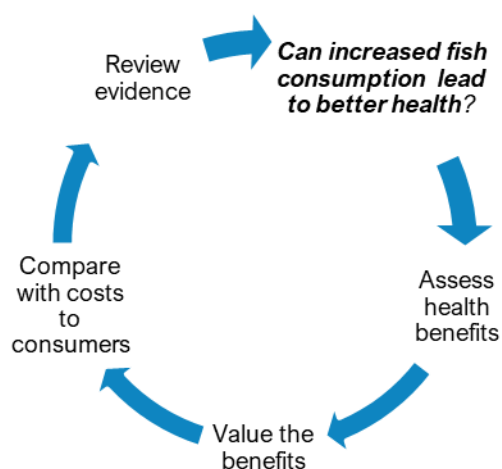 Can increased fish
consumption lead
to better health?
Assess
health
benefits
Value the
benefits
Compare
with costs
to
consumers
Review
evidence